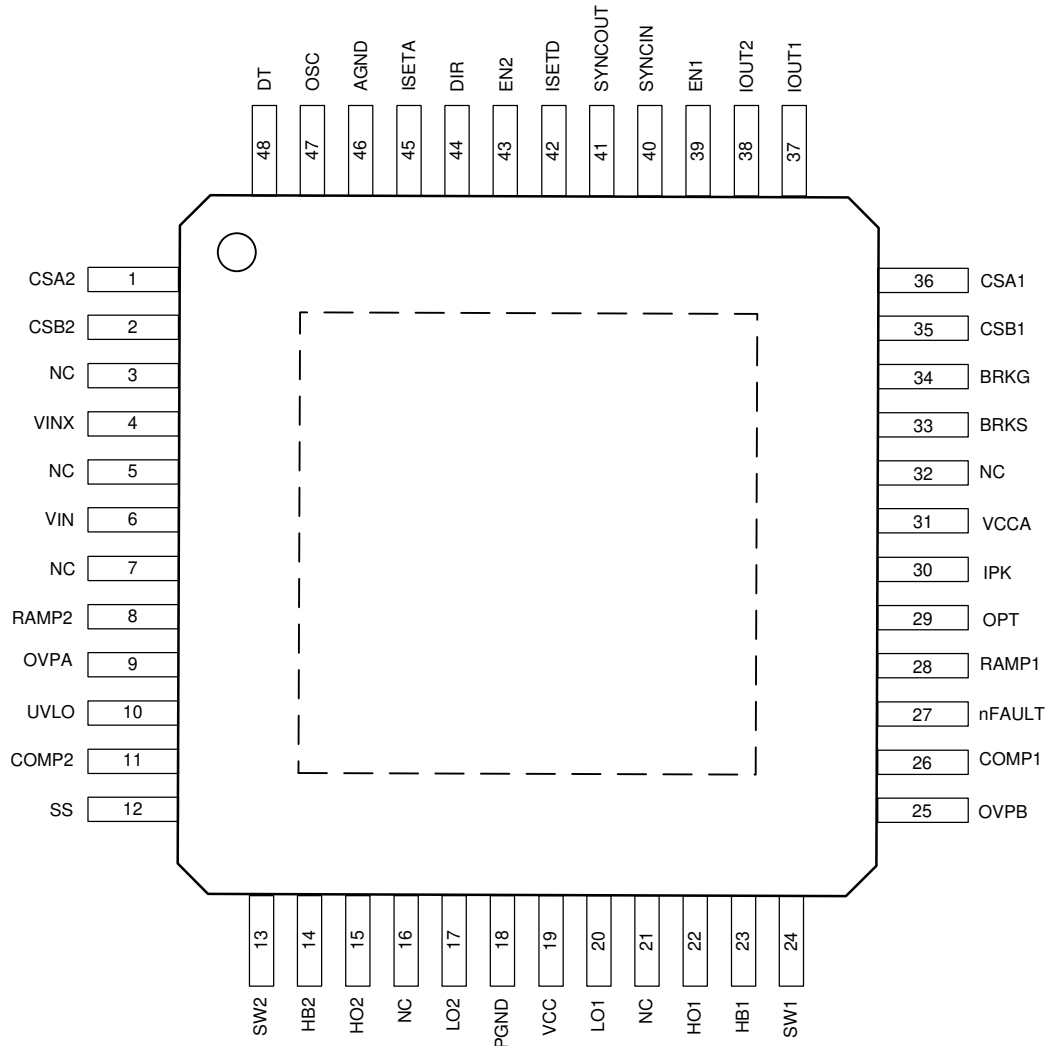 DT OSC AGND ISETA DIR EN2 ISETD SYNCOUT SYNCIN EN1 IOUT2 IOUT1
48 47 46 45 44 43 42 41 40 39 38 37
CSA2 1 36 CSA1
CSB2 2 35 CSB1
NC 3 34 BRKG
VINX 4 33 BRKS
NC 5 32 NC
VIN 6 31 VCCA
NC 7 30 IPK
RAMP2 8 29 OPT
OVPA 9 28 RAMP1
UVLO 10 27 nFAULT
COMP2 11 26 COMP1
SS 12 25 OVPB
13 14 15 16 17 18 19 20 21 22 23 24
SW2 HB2 HO2 NC LO2 PGND VCC LO1 NC HO1 HB1 SW1